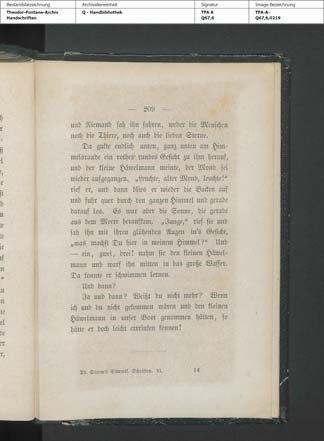 Bestandsbezeichnung
Theodor-Fontane-Archiv
Handschriften
Archivalieneinheit
Q - Handbibliothek
Signatur
TFA A
Q67,6
Image-Bezeichnung
TFA-A-
Q67,6,0219
— 209 —
und Niemand sah ihn fahren, weder die Menschen
noch die Thiere, noch auch die lieben Sterne.
Da guckte endlich unten, ganz unten am Him-
melsrande ein rothes rundes Gesicht zu ihm herauf,
und der kleine Häwelmann meinte, der Mond sei
wieder aufgegangen. „Leuchte, alter Mond, leuchte!“
rief er, und dann blies er wieder die Backen auf
und fuhr quer durch den ganzen Himmel und gerade
darauf los. Es war aber die Sonne, die gerade
aus dem Meere heraufkam. „Junge,“ rief sie und
sah ihm mit ihren glühenden Augen in's Gesicht,
„was machst Du hier in meinem Himmel?“ Und
— ein, zwei, drei! nahm sie den kleinen Häwel-
mann und warf ihn mitten in das große Wasser.
Da konnte er schwimmen lernen.
Und dann?
Ja und dann? Weißt du nicht mehr? Wenn
ich und du nicht gekommen wären und den kleinen
Häwelmann in unser Boot genommen hätten, so
hätte er doch leicht ertrinken können!
Th. Storm's Sämmtl. Schriften. VI.
14